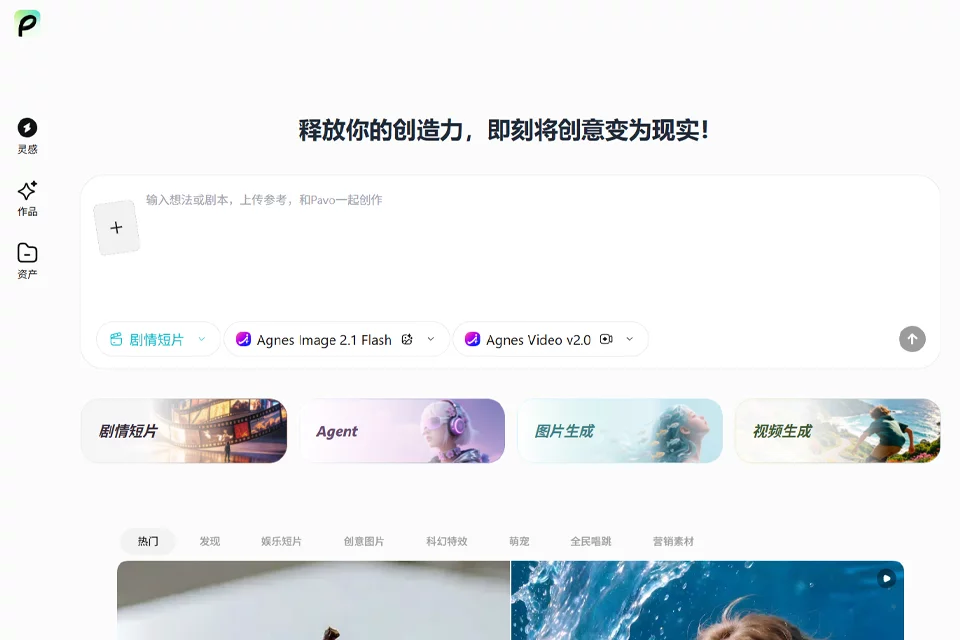 灵感
作品
资产
释放你的创造力，即刻将创意变为现实！
输入想法或剧本，上传参考，和Pavo一起创作
剧情短片
Agnes Image 2.1 Flash
Agnes Video v2.0
剧情短片
Agent
图片生成
视频生成
热门
发现
娱乐短片
创意图片
科幻特效
萌宠
全民唱跳
营销素材